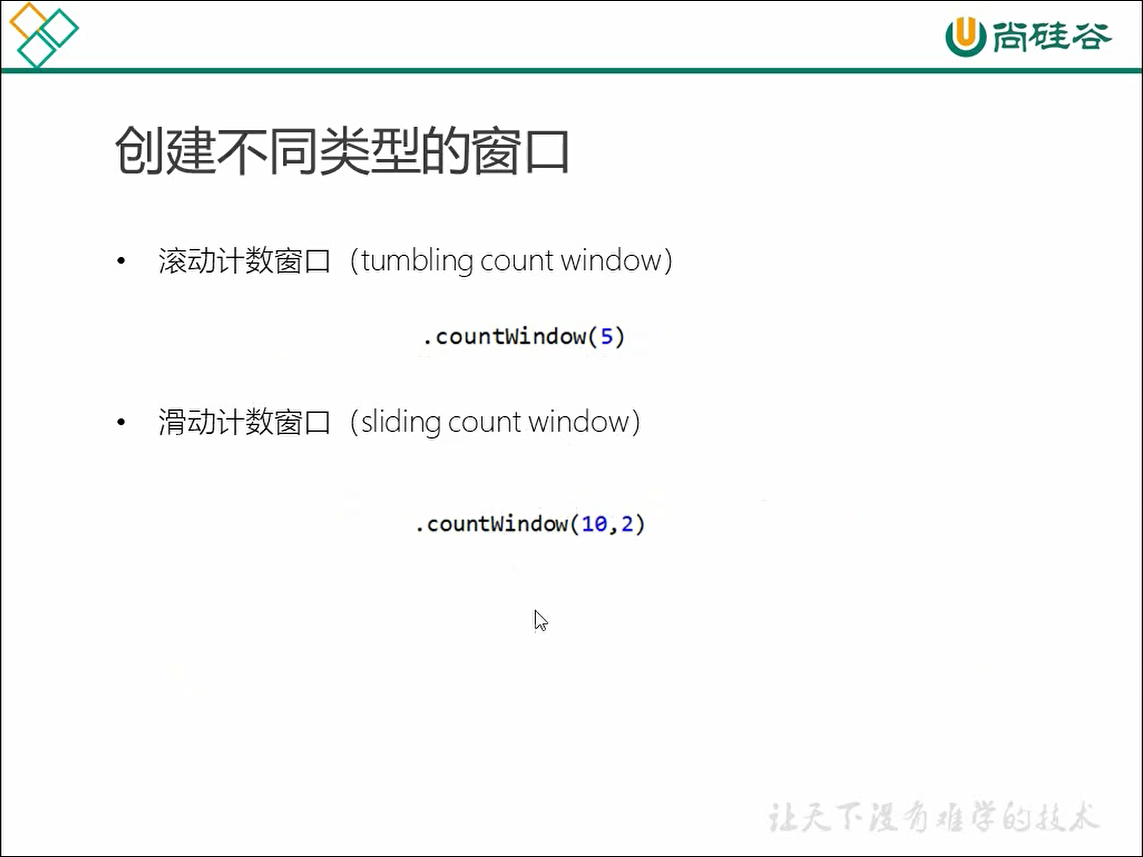 尚硅谷
创建不同类型的窗口
• 滚动计数窗口（tumbling count window）
.countWindow(5)
• 滑动计数窗口（sliding count window）
.countWindow(10,2)
让天下没有难学的技术